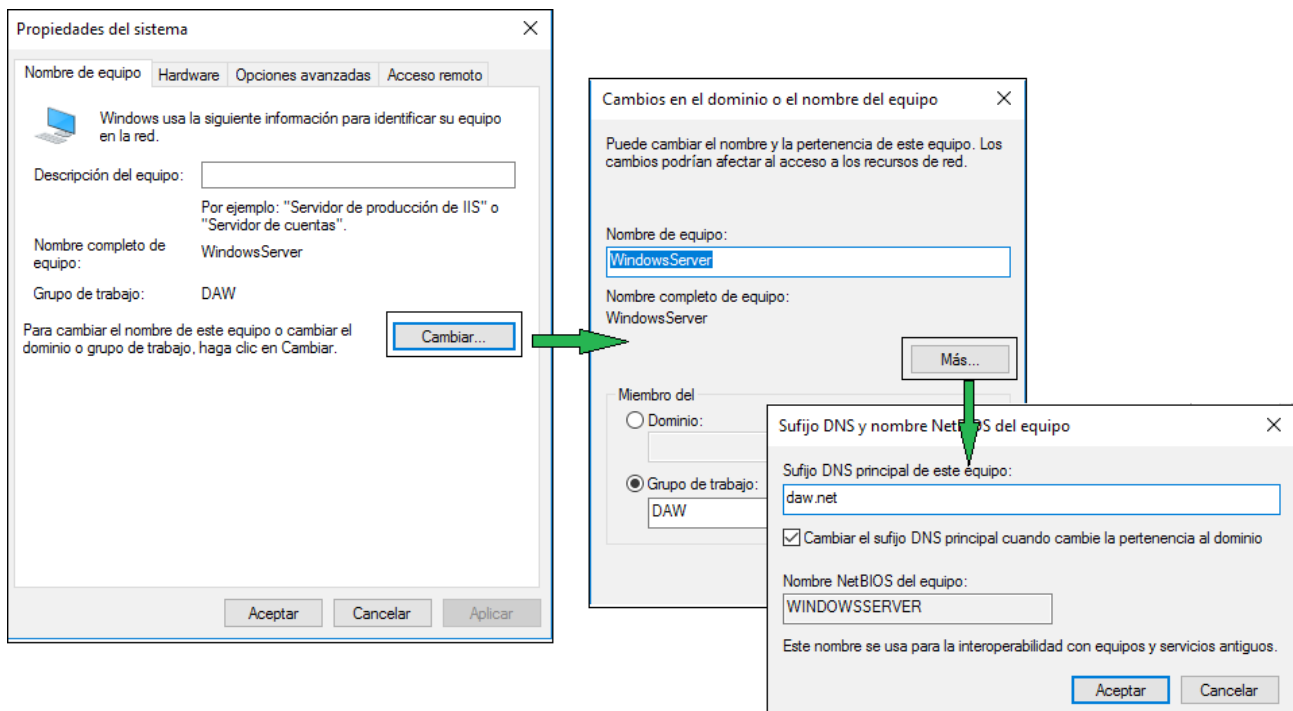 Propiedades del sistema
Nombre de equipo Hardware Opciones avanzadas Acceso remoto
Windows usa la siguiente información para identificar su equipo
en la red.
Descripción del equipo:
Por ejemplo: "Servidor de producción de IIS" o
"Servidor de cuentas".
Nombre completo de
equipo:
WindowsServer
Grupo de trabajo: DAW
Para cambiar el nombre de este equipo o cambiar el
dominio o grupo de trabajo, haga clic en Cambiar.
Cambiar...
Aceptar Cancelar Aplicar
Cambios en el dominio o el nombre del equipo
Puede cambiar el nombre y la pertenencia de este equipo. Los
cambios podrían afectar al acceso a los recursos de red.
Nombre de equipo:
WindowsServer
Nombre completo de equipo:
WindowsServer
Más...
Miembro del
Dominio:
Grupo de trabajo:
DAW
Sufijo DNS y nombre NetBIOS del equipo
Sufijo DNS principal de este equipo:
daw.net
Cambiar el sufijo DNS principal cuando cambie la pertenencia al dominio
Nombre NetBIOS del equipo:
WINDOWSSERVER
Este nombre se usa para la interoperabilidad con equipos y servicios antiguos.
Aceptar Cancelar